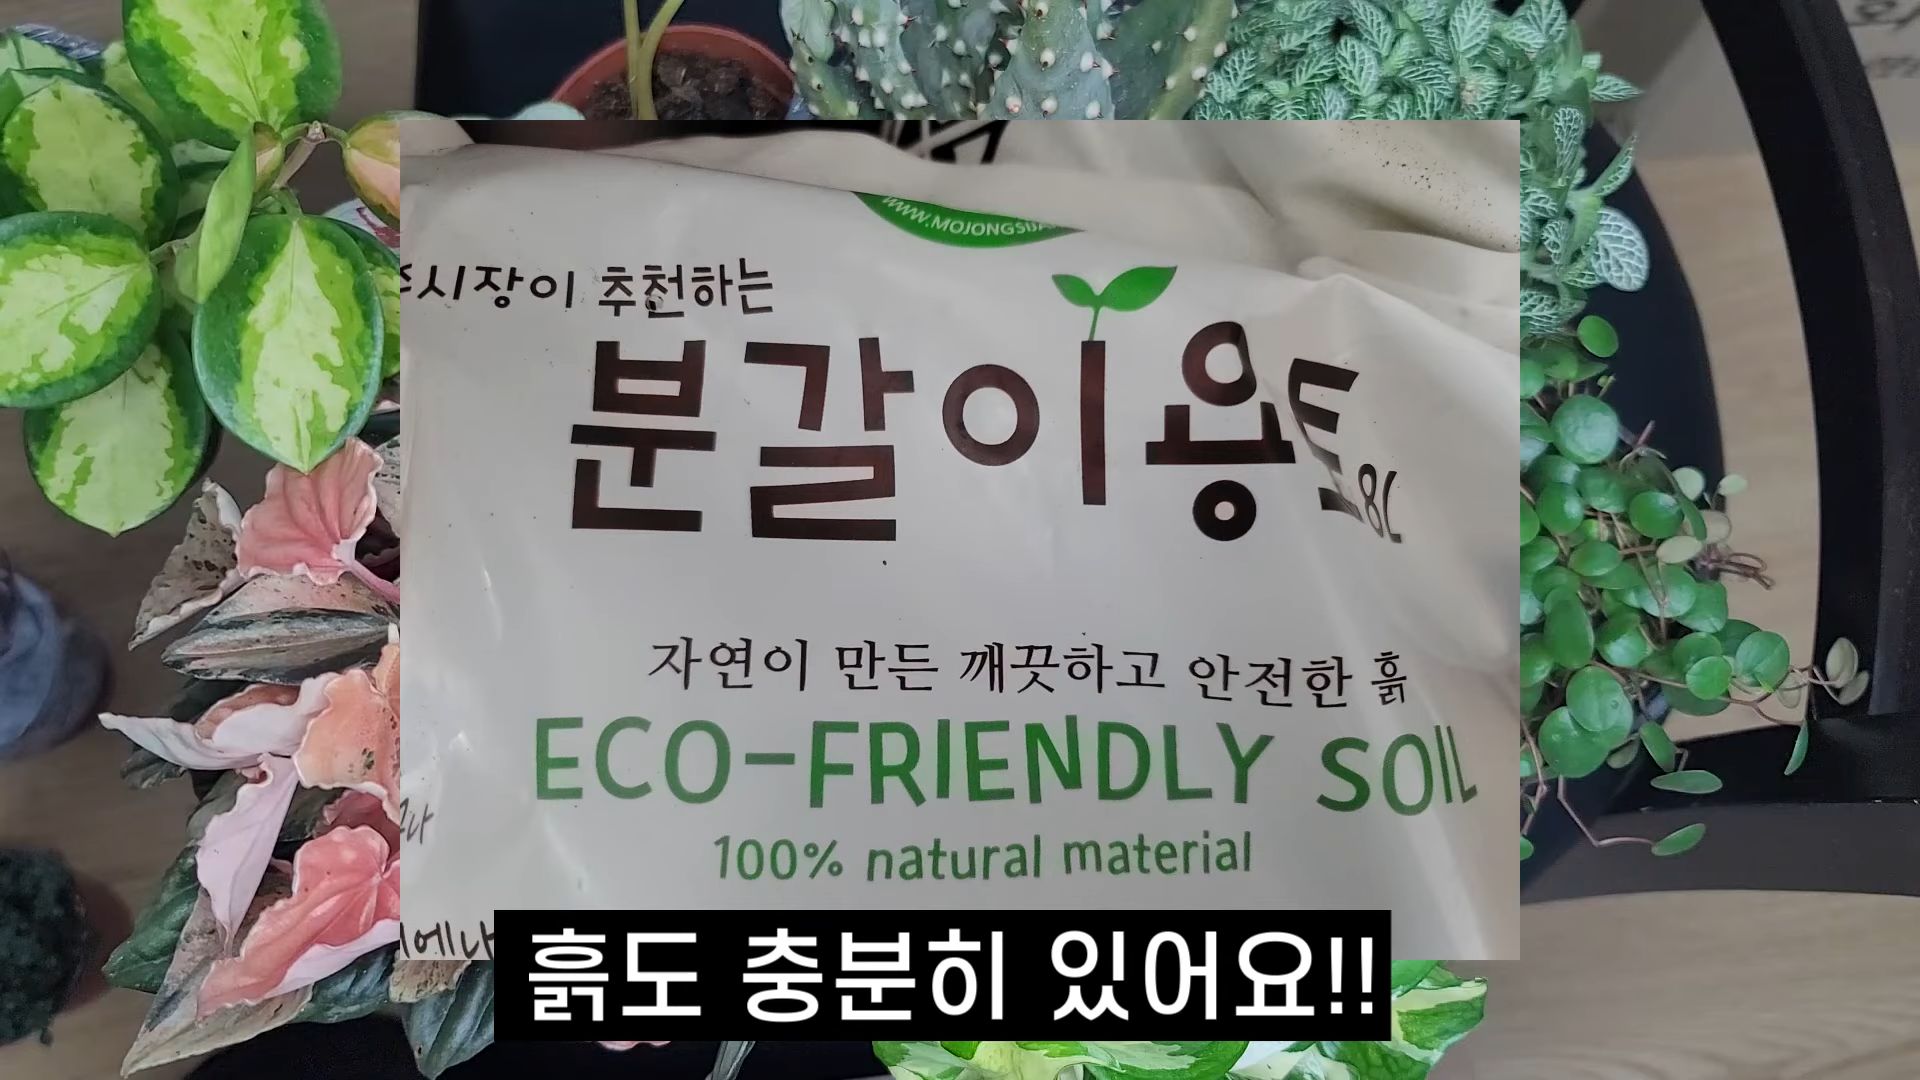 WWW.MOJONGSIJA
시장이 추천하는
분갈이용토 8L
자연이 만든 깨끗하고 안전한 흙
ECO-FRIENDLY SOIL
100% natural material
흙도 충분히 있어요!!